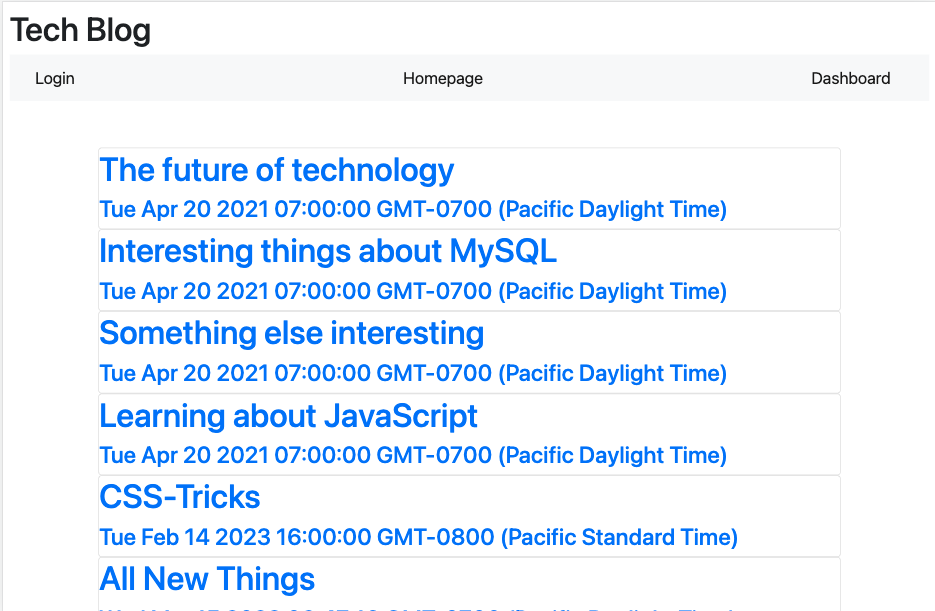 Tech Blog
Login Homepage Dashboard
The future of technology
Tue Apr 20 2021 07:00:00 GMT-0700 (Pacific Daylight Time)
Interesting things about MySQL
Tue Apr 20 2021 07:00:00 GMT-0700 (Pacific Daylight Time)
Something else interesting
Tue Apr 20 2021 07:00:00 GMT-0700 (Pacific Daylight Time)
Learning about JavaScript
Tue Apr 20 2021 07:00:00 GMT-0700 (Pacific Daylight Time)
CSS-Tricks
Tue Feb 14 2023 16:00:00 GMT-0800 (Pacific Standard Time)
All New Things